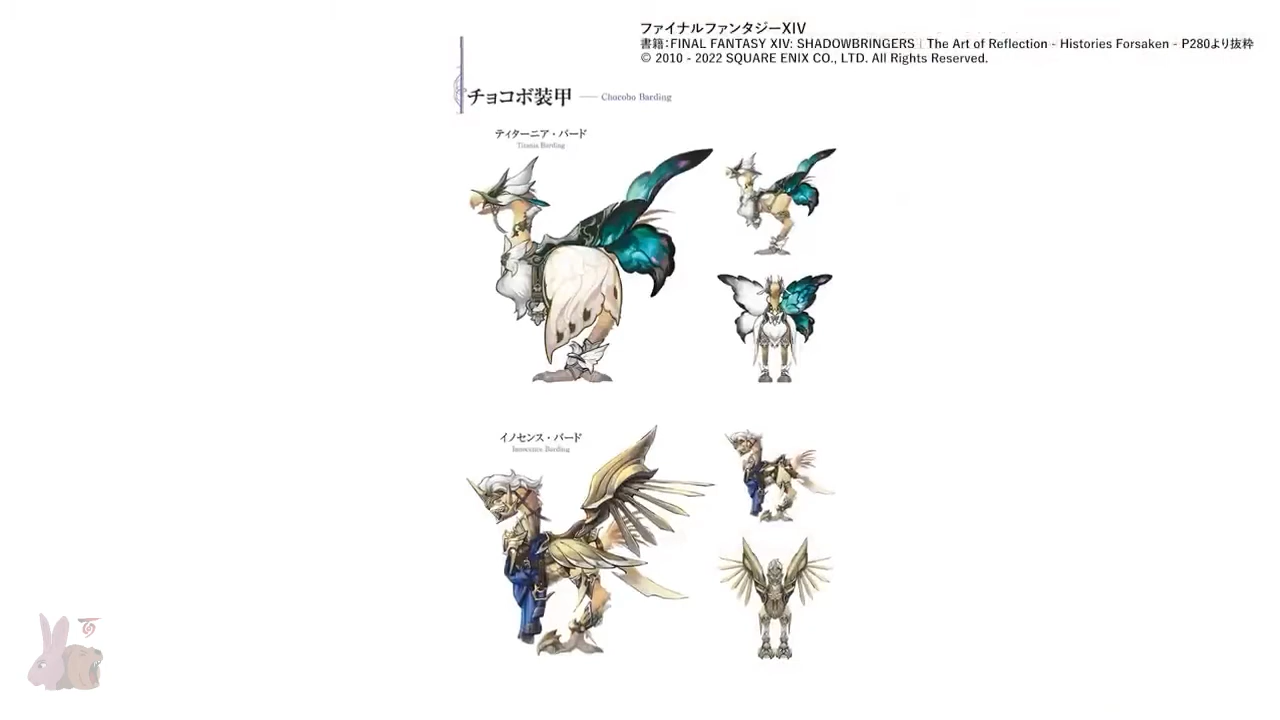 ファイナルファンタジーXIV
書籍：FINAL FANTASY XIV: SHADOWBRINGERS | The Art of Reflection - Histories Forsaken - P280より抜粋
© 2010 - 2022 SQUARE ENIX CO., LTD. All Rights Reserved.
チョコボ装甲 — Chocobo Barding
ティターニア・バード
Titania Barding
イノセンス・バード
Innocence Barding